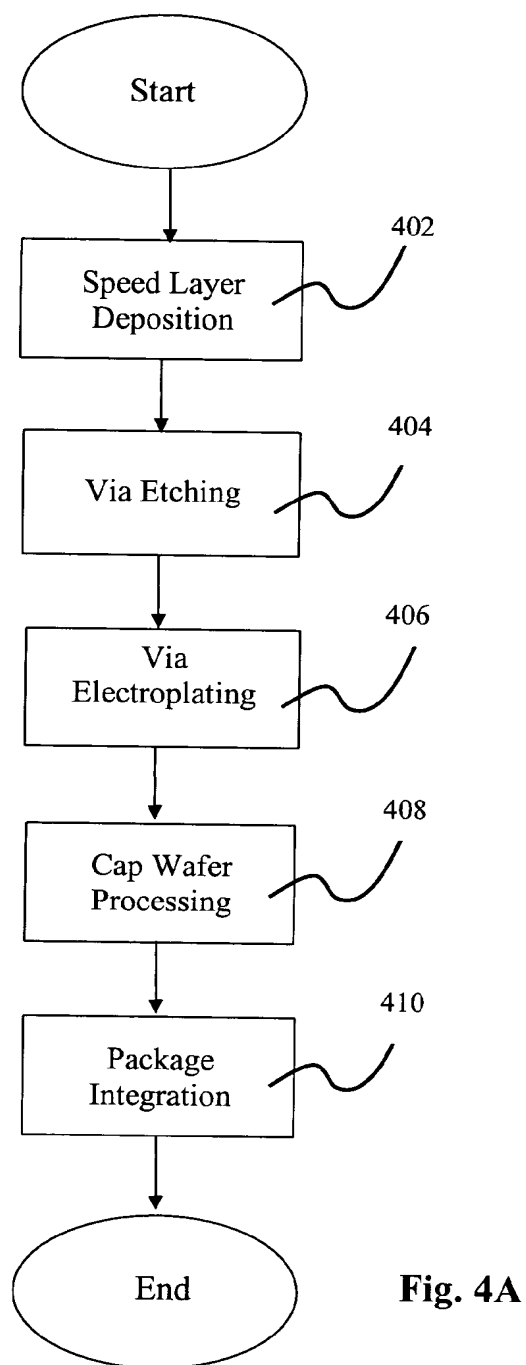 Start
402
Speed Layer
Deposition
404
Via Etching
406
Via
Electroplating
408
Cap Wafer
Processing
410
Package
Integration
End
Fig. 4A